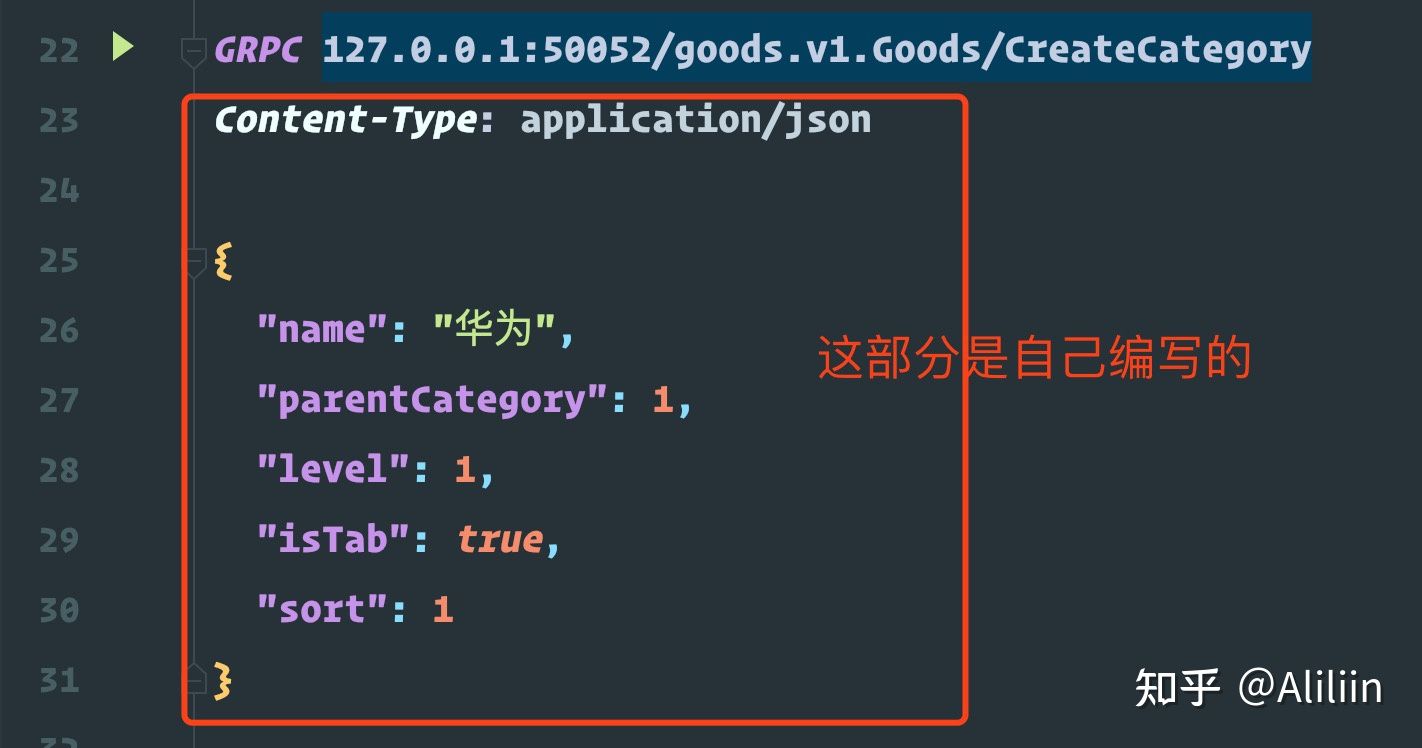 22 GRPC 127.0.0.1:50052/goods.v1.Goods/CreateCategory
23 Content-Type: application/json
24
25 {
26 "name": "华为",
这部分是自己编写的
27 "parentCategory": 1,
28 "level": 1,
29 "isTab": true,
30 "sort": 1
31 }
知乎 @Aliliin
32